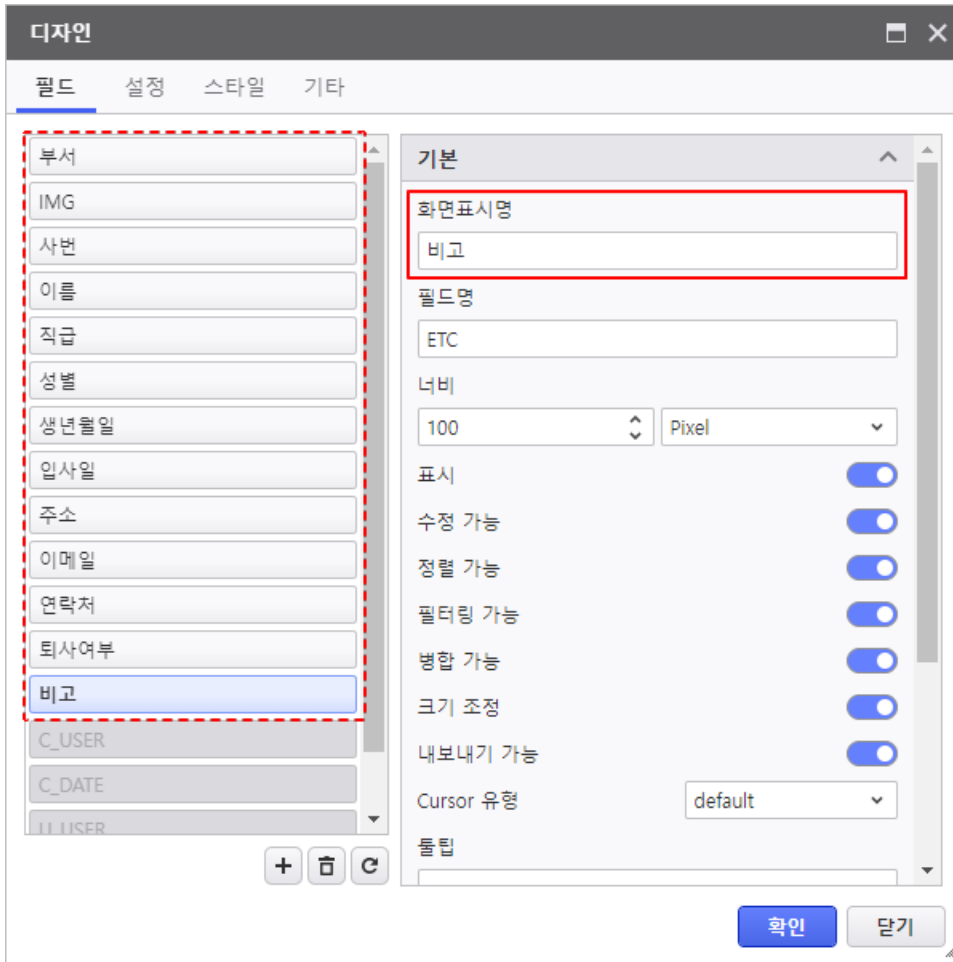 디자인
필드 설정 스타일 기타
부서
IMG
사번
이름
직급
성별
생년월일
입사일
주소
이메일
연락처
퇴사여부
비고
C_USER
C_DATE
U_USER
기본
화면표시명
비고
필드명
ETC
너비
100 Pixel
표시
수정 가능
정렬 가능
필터링 가능
병합 가능
크기 조정
내보내기 가능
Cursor 유형 default
툴팁
확인 닫기